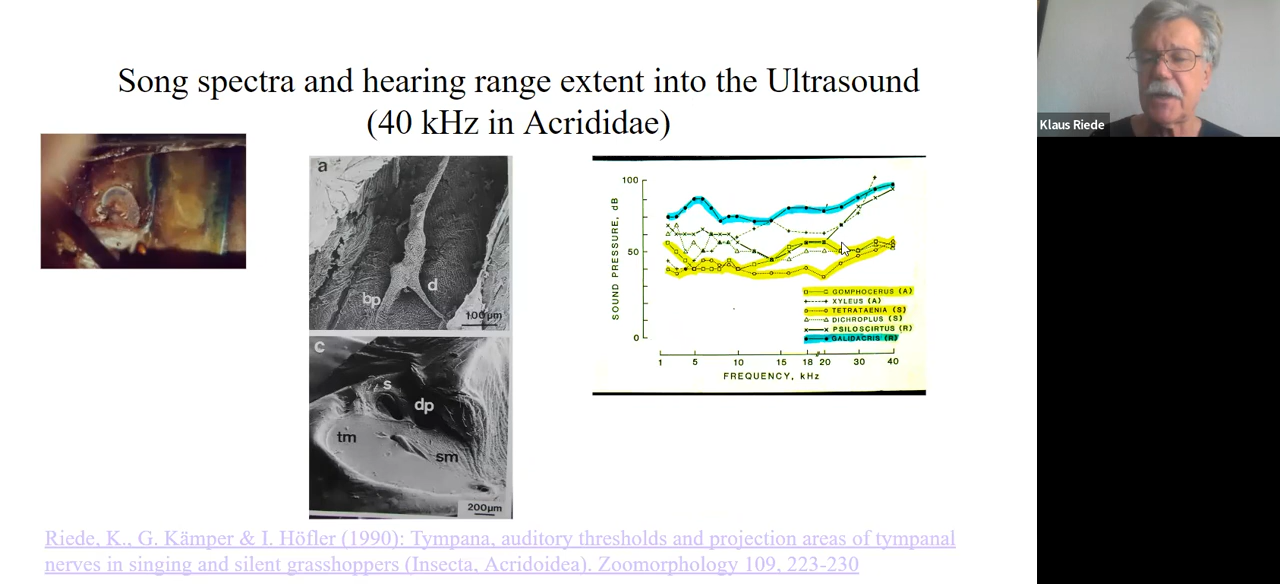 Song spectra and hearing range extent into the Ultrasound
(40 kHz in Acrididae)
Klaus Riede
a
bp
d
100µm
c
s
dp
tm
sm
200µm
100
50
0
SOUND PRESSURE, dB
GOMPHOCERUS (A)
XYLEUS (A)
TETRATAENIA (S)
DICHROPLUS (S)
PSILOSCIRTUS (R)
GALIDACRIS (R)
1 5 10 15 18 20 30 40
FREQUENCY, kHz
Riede, K., G. Kämper & I. Höfler (1990): Tympana, auditory thresholds and projection areas of tympanal
nerves in singing and silent grasshoppers (Insecta, Acridoidea). Zoomorphology 109, 223-230